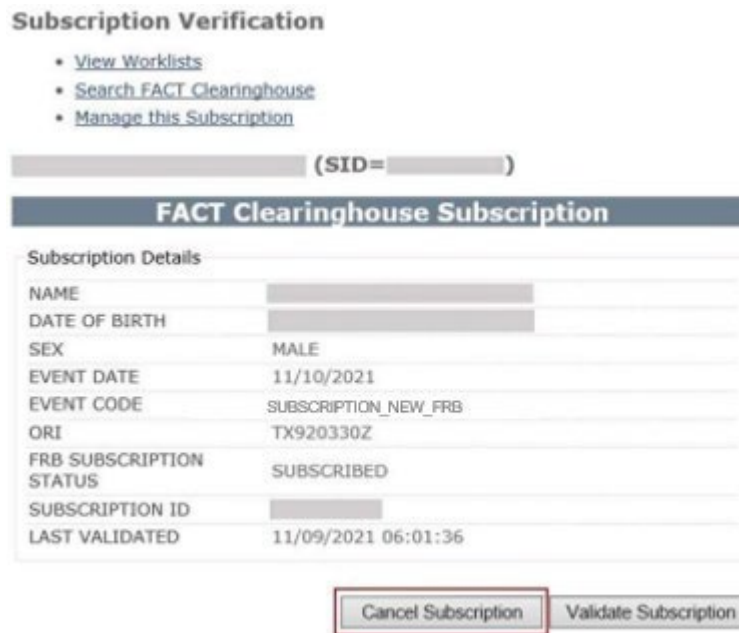 Subscription Verification
View Worklists
Search FACT Clearinghouse
Manage this Subscription
(SID= )
FACT Clearinghouse Subscription
Subscription Details
NAME
DATE OF BIRTH
SEX MALE
EVENT DATE 11/10/2021
EVENT CODE SUBSCRIPTION_NEW_FRB
ORI TX920330Z
FRB SUBSCRIPTION
STATUS SUBSCRIBED
SUBSCRIPTION ID
LAST VALIDATED 11/09/2021 06:01:36
Cancel Subscription Validate Subscription